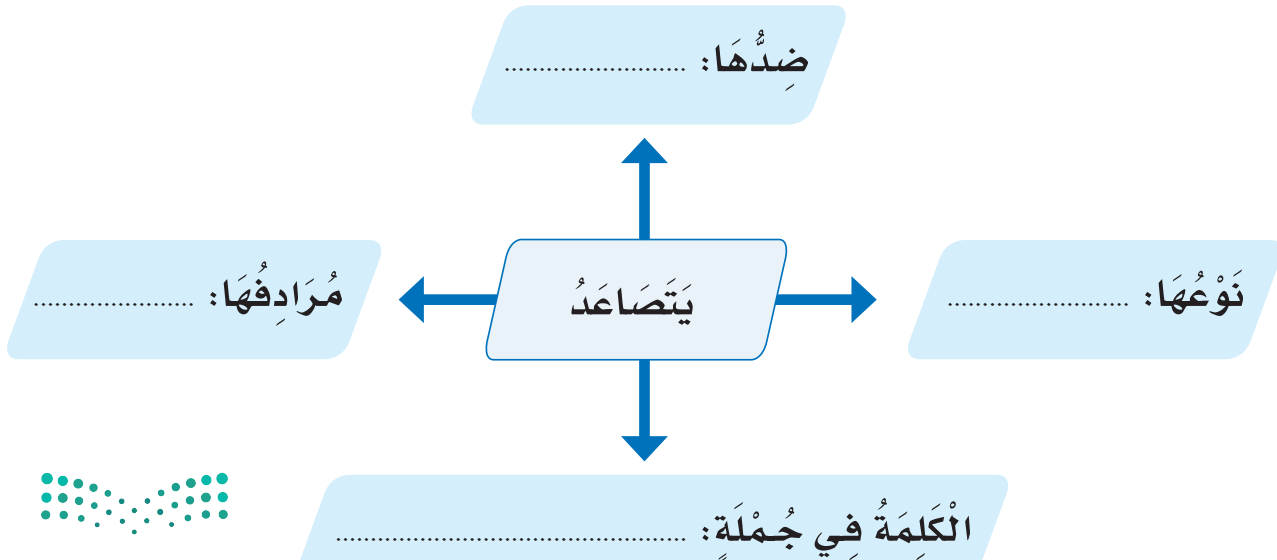 ضِدُّهَا: ........................
نَوْعُهَا: ........................
يَتَصَاعَدُ
مُرَادِفُهَا: .....................
الْكَلِمَةُ فِي جُمْلَةٍ: ...............................................